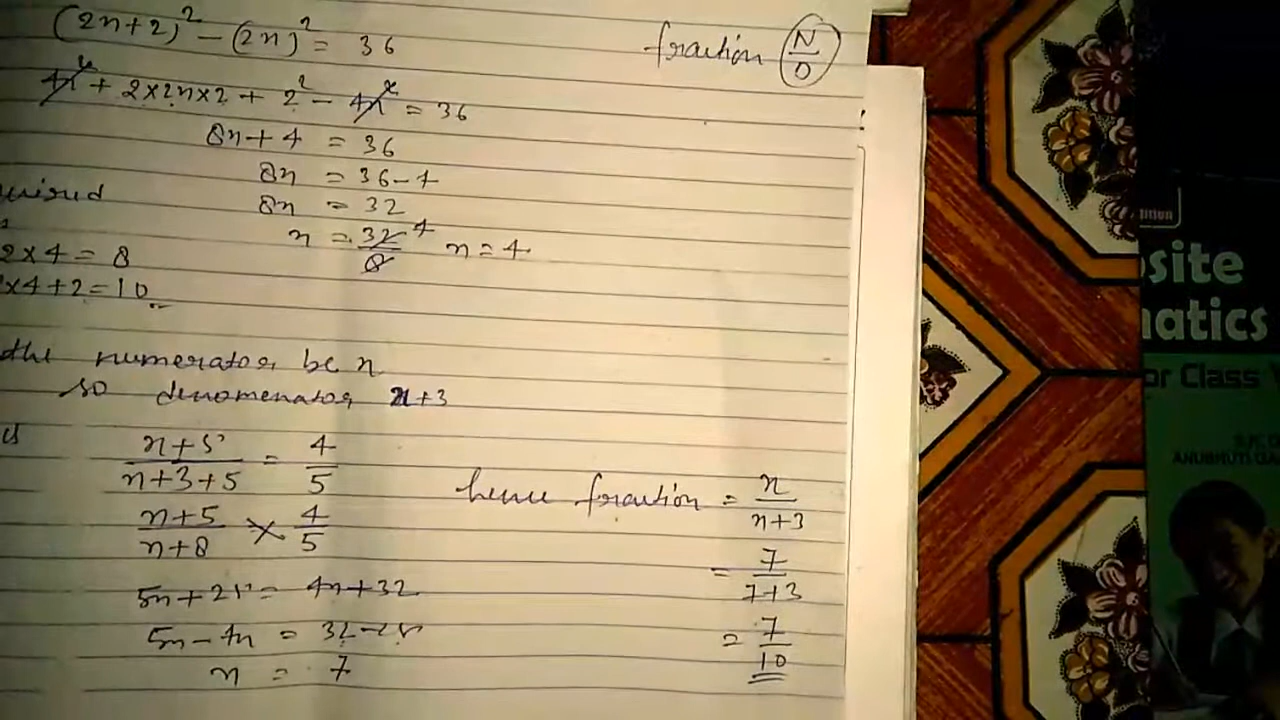 (2n+2)² − (2n)² = 36
4n² + 2×2n×2 + 2² − 4n² = 36
8n + 4 = 36
8n = 36 − 4
8n = 32
n = 32/8 4 n = 4
2×4 = 8
×4+2 = 10
fraction N/D
the numerator be n
so denomenator n+3
n+5/n+3+5 = 4/5
n+5/n+8 × 4/5
5n+25 = 4n+32
5n−4n = 32−25
n = 7
hence fraction = n/n+3
= 7/7+3
= 7/10
ition
site
atics
or Class
ANUBHUTI